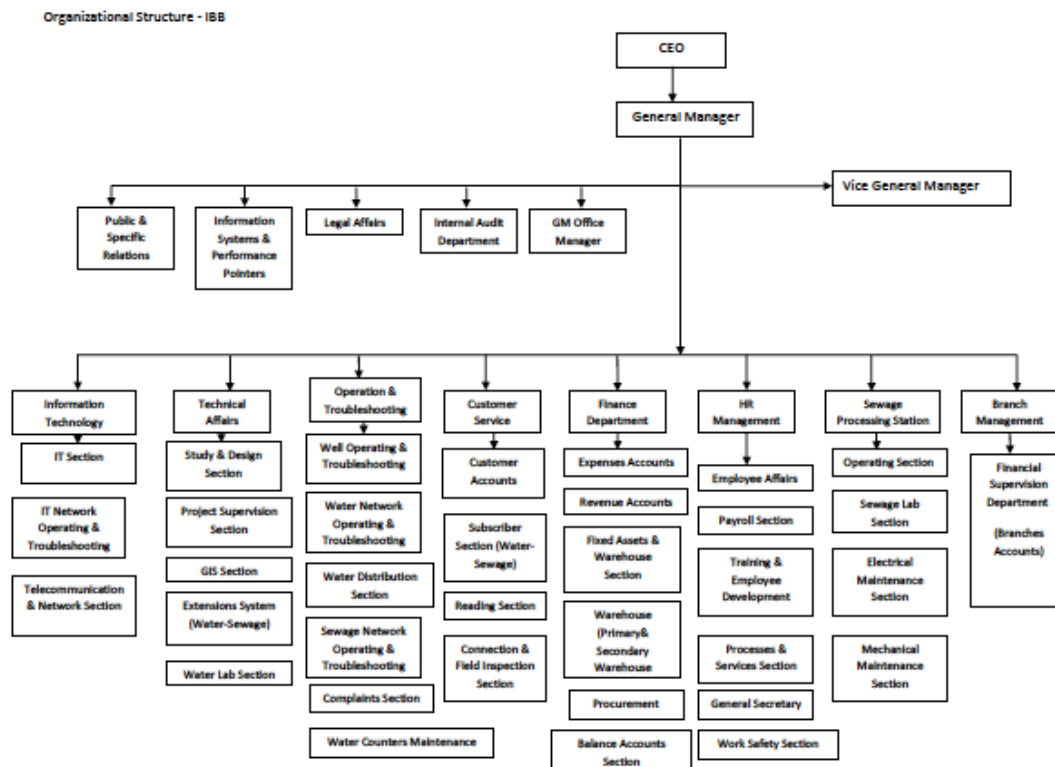 Organizational Structure - IBB
CEO
General Manager
Vice General Manager
Public &
Specific
Relations
Information
Systems &
Performance
Pointers
Legal Affairs
Internal Audit
Department
GM Office
Manager
Information
Technology
IT Section
IT Network
Operating &
Troubleshooting
Telecommunication
& Network Section
Technical
Affairs
Study & Design
Section
Project Supervision
Section
GIS Section
Extensions System
(Water-Sewage)
Water Lab Section
Operation &
Troubleshooting
Well Operating &
Troubleshooting
Water Network
Operating &
Troubleshooting
Water Distribution
Section
Sewage Network
Operating &
Troubleshooting
Complaints Section
Water Counters Maintenance
Customer
Service
Customer
Accounts
Subscriber
Section (Water-
Sewage)
Reading Section
Connection &
Field Inspection
Section
Finance
Department
Expenses Accounts
Revenue Accounts
Fixed Assets &
Warehouse
Section
Warehouse
(Primary&
Secondary
Warehouse
Procurement
Balance Accounts
Section
HR
Management
Employee Affairs
Payroll Section
Training &
Employee
Development
Processes &
Services Section
General Secretary
Work Safety Section
Sewage
Processing Station
Operating Section
Sewage Lab
Section
Electrical
Maintenance
Section
Mechanical
Maintenance
Section
Branch
Management
Financial
Supervision
Department
(Branches
Accounts)